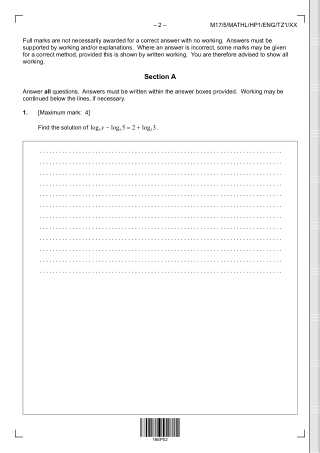 – 2 –
M17/5/MATHL/HP1/ENG/TZ1/XX
Full marks are not necessarily awarded for a correct answer with no working. Answers must be
supported by working and/or explanations. Where an answer is incorrect, some marks may be given
for a correct method, provided this is shown by written working. You are therefore advised to show all
working.
Section A
Answer all questions. Answers must be written within the answer boxes provided. Working may be
continued below the lines, if necessary.
1. [Maximum mark: 4]
Find the solution of log₂ x − log₂ 5 = 2 + log₂ 3.
16EP02